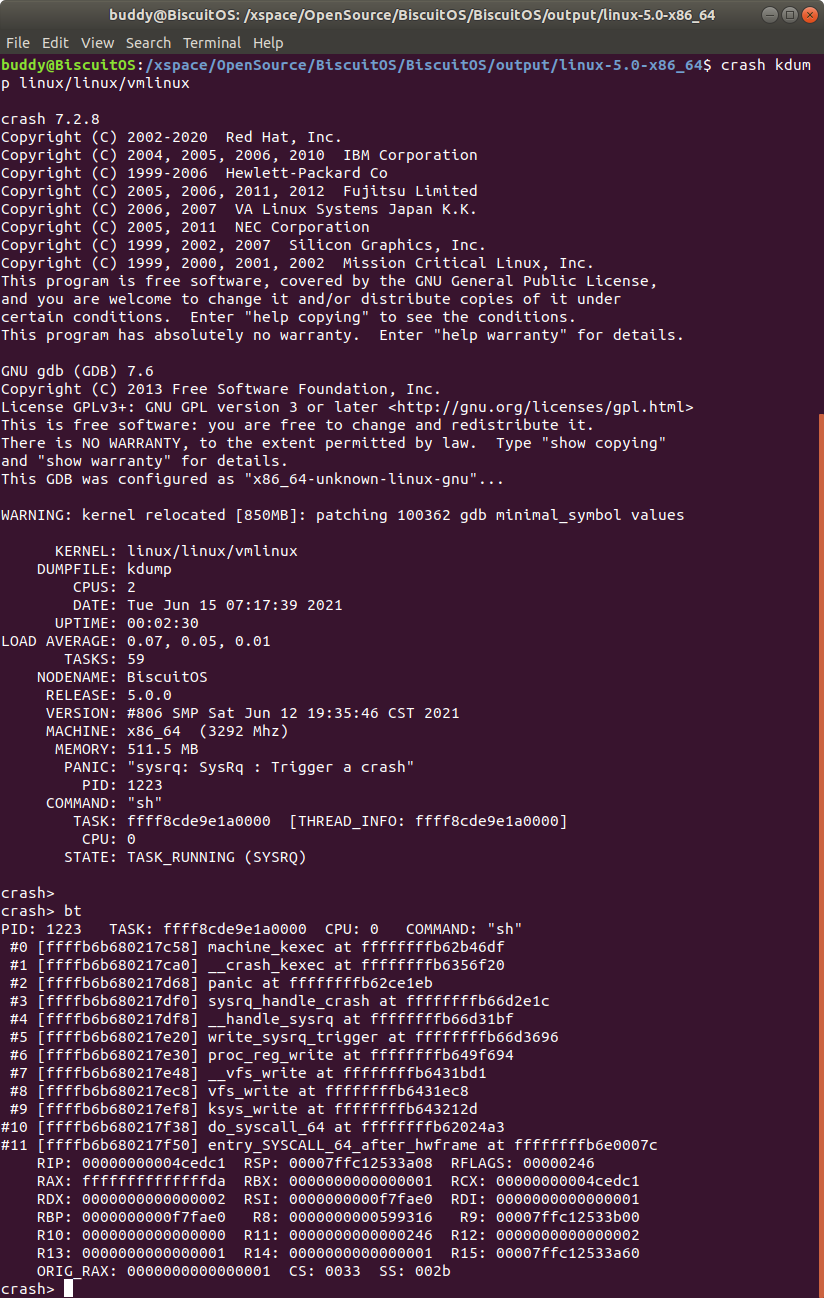 buddy@BiscuitOS: /xspace/OpenSource/BiscuitOS/BiscuitOS/output/linux-5.0-x86_64
File Edit View Search Terminal Help
buddy@BiscuitOS:/xspace/OpenSource/BiscuitOS/BiscuitOS/output/linux-5.0-x86_64$ crash kdum
p linux/linux/vmlinux
crash 7.2.8
Copyright (C) 2002-2020  Red Hat, Inc.
Copyright (C) 2004, 2005, 2006, 2010  IBM Corporation
Copyright (C) 1999-2006  Hewlett-Packard Co
Copyright (C) 2005, 2006, 2011, 2012  Fujitsu Limited
Copyright (C) 2006, 2007  VA Linux Systems Japan K.K.
Copyright (C) 2005, 2011  NEC Corporation
Copyright (C) 1999, 2002, 2007  Silicon Graphics, Inc.
Copyright (C) 1999, 2000, 2001, 2002  Mission Critical Linux, Inc.
This program is free software, covered by the GNU General Public License,
and you are welcome to change it and/or distribute copies of it under
certain conditions.  Enter "help copying" to see the conditions.
This program has absolutely no warranty.  Enter "help warranty" for details.
GNU gdb (GDB) 7.6
Copyright (C) 2013 Free Software Foundation, Inc.
License GPLv3+: GNU GPL version 3 or later <http://gnu.org/licenses/gpl.html>
This is free software: you are free to change and redistribute it.
There is NO WARRANTY, to the extent permitted by law.  Type "show copying"
and "show warranty" for details.
This GDB was configured as "x86_64-unknown-linux-gnu"...
WARNING: kernel relocated [850MB]: patching 100362 gdb minimal_symbol values
KERNEL: linux/linux/vmlinux
DUMPFILE: kdump
CPUS: 2
DATE: Tue Jun 15 07:17:39 2021
UPTIME: 00:02:30
LOAD AVERAGE: 0.07, 0.05, 0.01
TASKS: 59
NODENAME: BiscuitOS
RELEASE: 5.0.0
VERSION: #806 SMP Sat Jun 12 19:35:46 CST 2021
MACHINE: x86_64  (3292 Mhz)
MEMORY: 511.5 MB
PANIC: "sysrq: SysRq : Trigger a crash"
PID: 1223
COMMAND: "sh"
TASK: ffff8cde9e1a0000  [THREAD_INFO: ffff8cde9e1a0000]
CPU: 0
STATE: TASK_RUNNING (SYSRQ)
crash>
crash> bt
PID: 1223   TASK: ffff8cde9e1a0000  CPU: 0   COMMAND: "sh"
#0 [ffffb6b680217c58] machine_kexec at ffffffffb62b46df
#1 [ffffb6b680217ca0] __crash_kexec at ffffffffb6356f20
#2 [ffffb6b680217d68] panic at ffffffffb62ce1eb
#3 [ffffb6b680217df0] sysrq_handle_crash at ffffffffb66d2e1c
#4 [ffffb6b680217df8] __handle_sysrq at ffffffffb66d31bf
#5 [ffffb6b680217e20] write_sysrq_trigger at ffffffffb66d3696
#6 [ffffb6b680217e30] proc_reg_write at ffffffffb649f694
#7 [ffffb6b680217e48] __vfs_write at ffffffffb6431bd1
#8 [ffffb6b680217ec8] vfs_write at ffffffffb6431ec8
#9 [ffffb6b680217ef8] ksys_write at ffffffffb643212d
#10 [ffffb6b680217f38] do_syscall_64 at ffffffffb62024a3
#11 [ffffb6b680217f50] entry_SYSCALL_64_after_hwframe at ffffffffb6e0007c
RIP: 00000000004cedc1  RSP: 00007ffc12533a08  RFLAGS: 00000246
RAX: ffffffffffffffda  RBX: 0000000000000001  RCX: 00000000004cedc1
RDX: 0000000000000002  RSI: 0000000000f7fae0  RDI: 0000000000000001
RBP: 0000000000f7fae0   R8: 0000000000599316   R9: 00007ffc12533b00
R10: 0000000000000000  R11: 0000000000000246  R12: 0000000000000002
R13: 0000000000000001  R14: 0000000000000001  R15: 00007ffc12533a60
ORIG_RAX: 0000000000000001  CS: 0033  SS: 002b
crash>